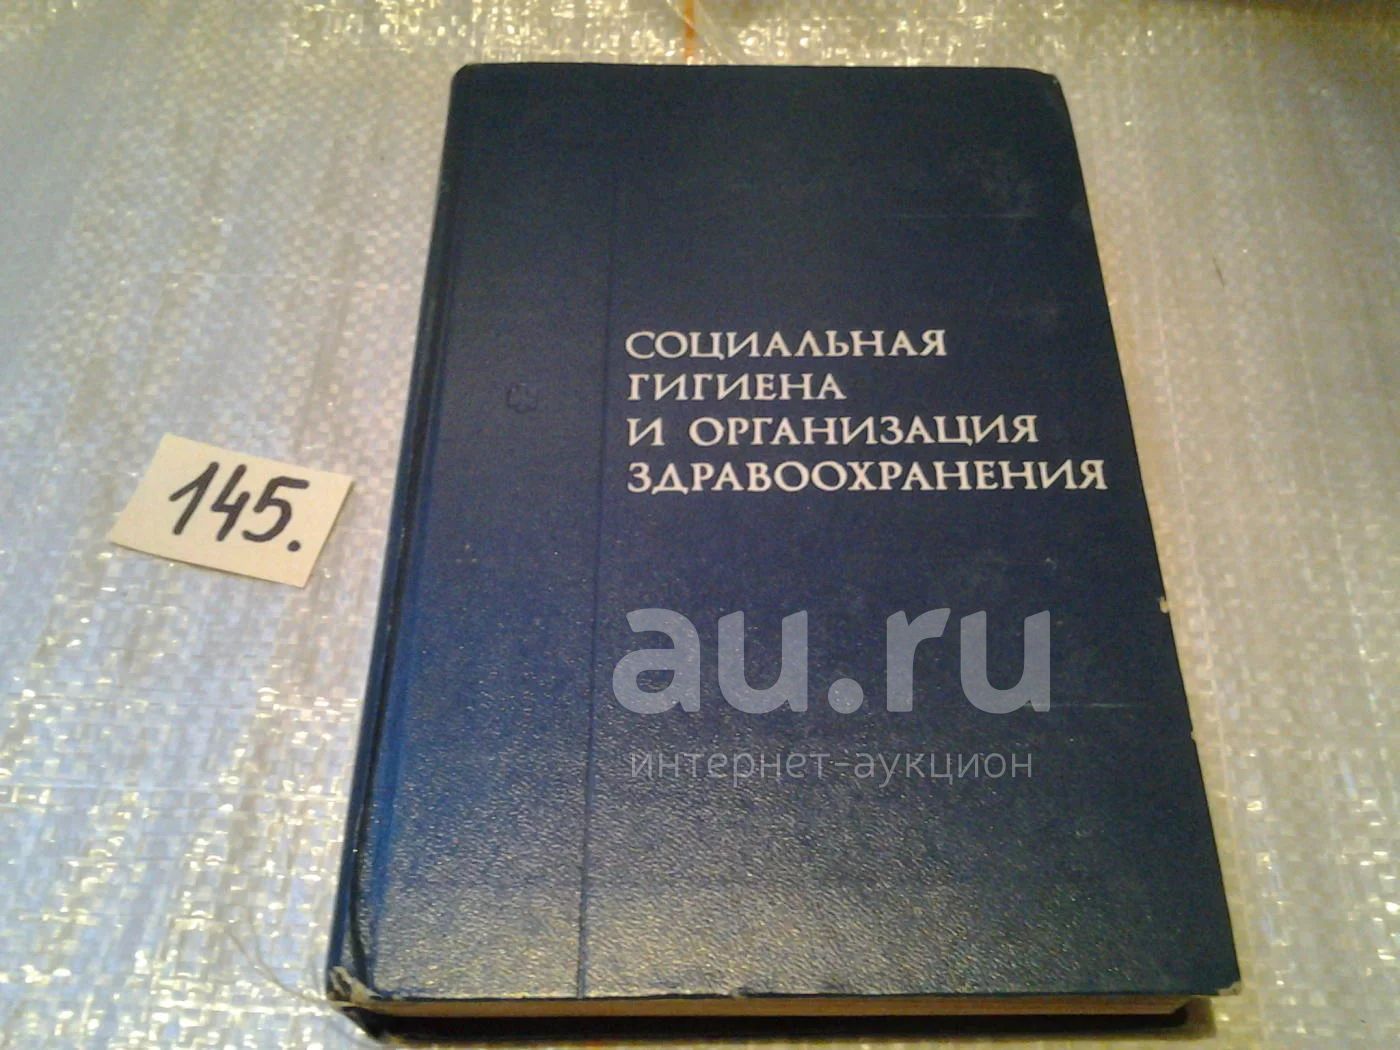 СОЦИАЛЬНАЯ
ГИГИЕНА
И ОРГАНИЗАЦИЯ
ЗДРАВООХРАНЕНИЯ
145.
au.ru
интернет-аукцион